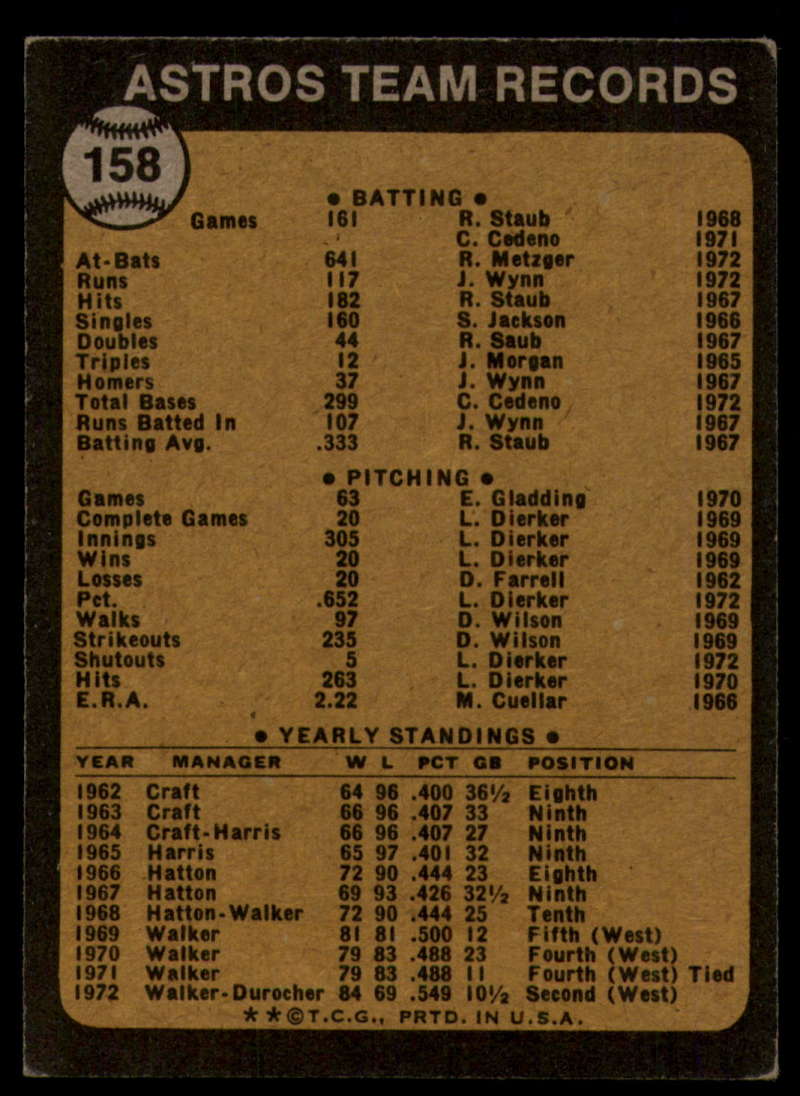 ASTROS TEAM RECORDS
158
• BATTING •
Games 161 R. Staub 1968
C. Cedeno 1971
At-Bats 641 R. Metzger 1972
Runs 117 J. Wynn 1972
Hits 182 R. Staub 1967
Singles 160 S. Jackson 1966
Doubles 44 R. Saub 1967
Triples 12 J. Morgan 1965
Homers 37 J. Wynn 1967
Total Bases 299 C. Cedeno 1972
Runs Batted In 107 J. Wynn 1967
Batting Avg. .333 R. Staub 1967
• PITCHING •
Games 63 E. Gladding 1970
Complete Games 20 L. Dierker 1969
Innings 305 L. Dierker 1969
Wins 20 L. Dierker 1969
Losses 20 D. Farrell 1962
Pct. .652 L. Dierker 1972
Walks 97 D. Wilson 1969
Strikeouts 235 D. Wilson 1969
Shutouts 5 L. Dierker 1972
Hits 263 L. Dierker 1970
E.R.A. 2.22 M. Cuellar 1966
• YEARLY STANDINGS •
YEAR MANAGER W L PCT GB POSITION
1962 Craft 64 96 .400 36½ Eighth
1963 Craft 66 96 .407 33 Ninth
1964 Craft-Harris 66 96 .407 27 Ninth
1965 Harris 65 97 .401 32 Ninth
1966 Hatton 72 90 .444 23 Eighth
1967 Hatton 69 93 .426 32½ Ninth
1968 Hatton-Walker 72 90 .444 25 Tenth
1969 Walker 81 81 .500 12 Fifth (West)
1970 Walker 79 83 .488 23 Fourth (West)
1971 Walker 79 83 .488 11 Fourth (West) Tied
1972 Walker-Durocher 84 69 .549 10½ Second (West)
* *©T.C.G., PRTD. IN U.S.A.